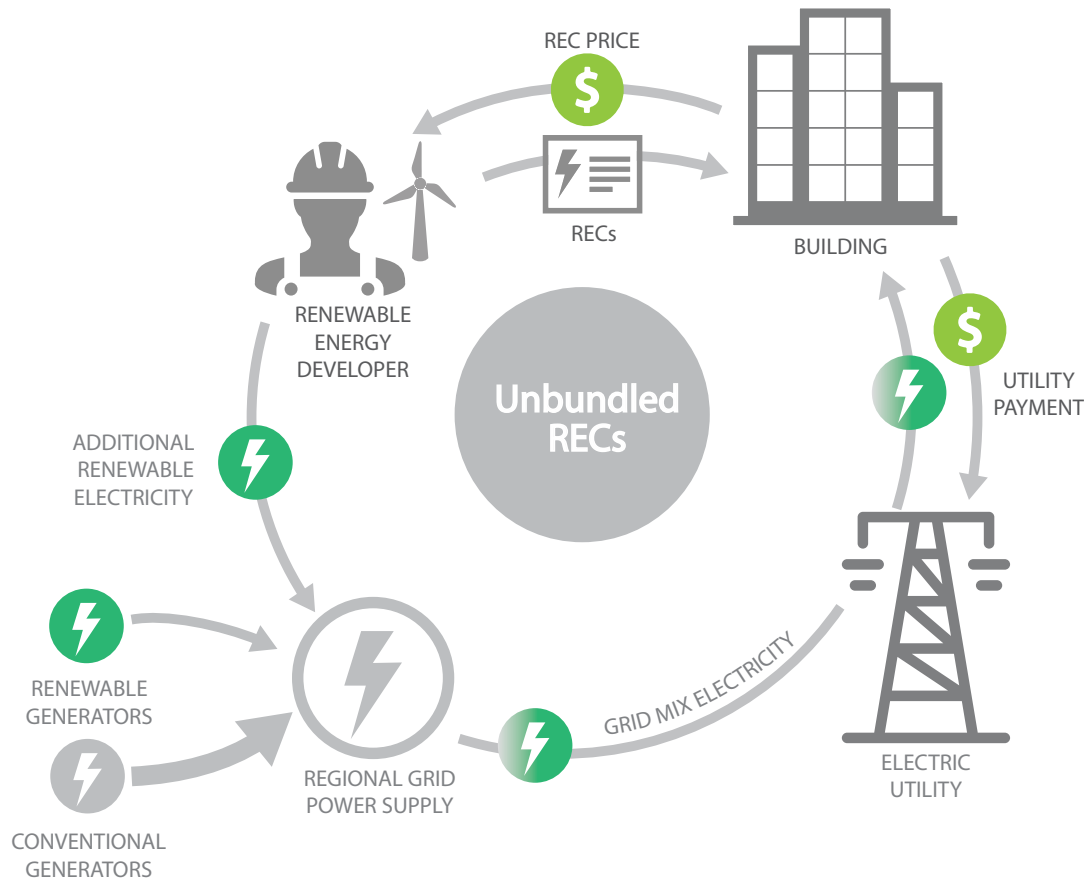 REC PRICE
$
RECs
BUILDING
RENEWABLE
ENERGY
DEVELOPER
$
UTILITY
PAYMENT
Unbundled
RECs
ADDITIONAL
RENEWABLE
ELECTRICITY
RENEWABLE
GENERATORS
GRID MIX ELECTRICITY
REGIONAL GRID
POWER SUPPLY
ELECTRIC
UTILITY
CONVENTIONAL
GENERATORS